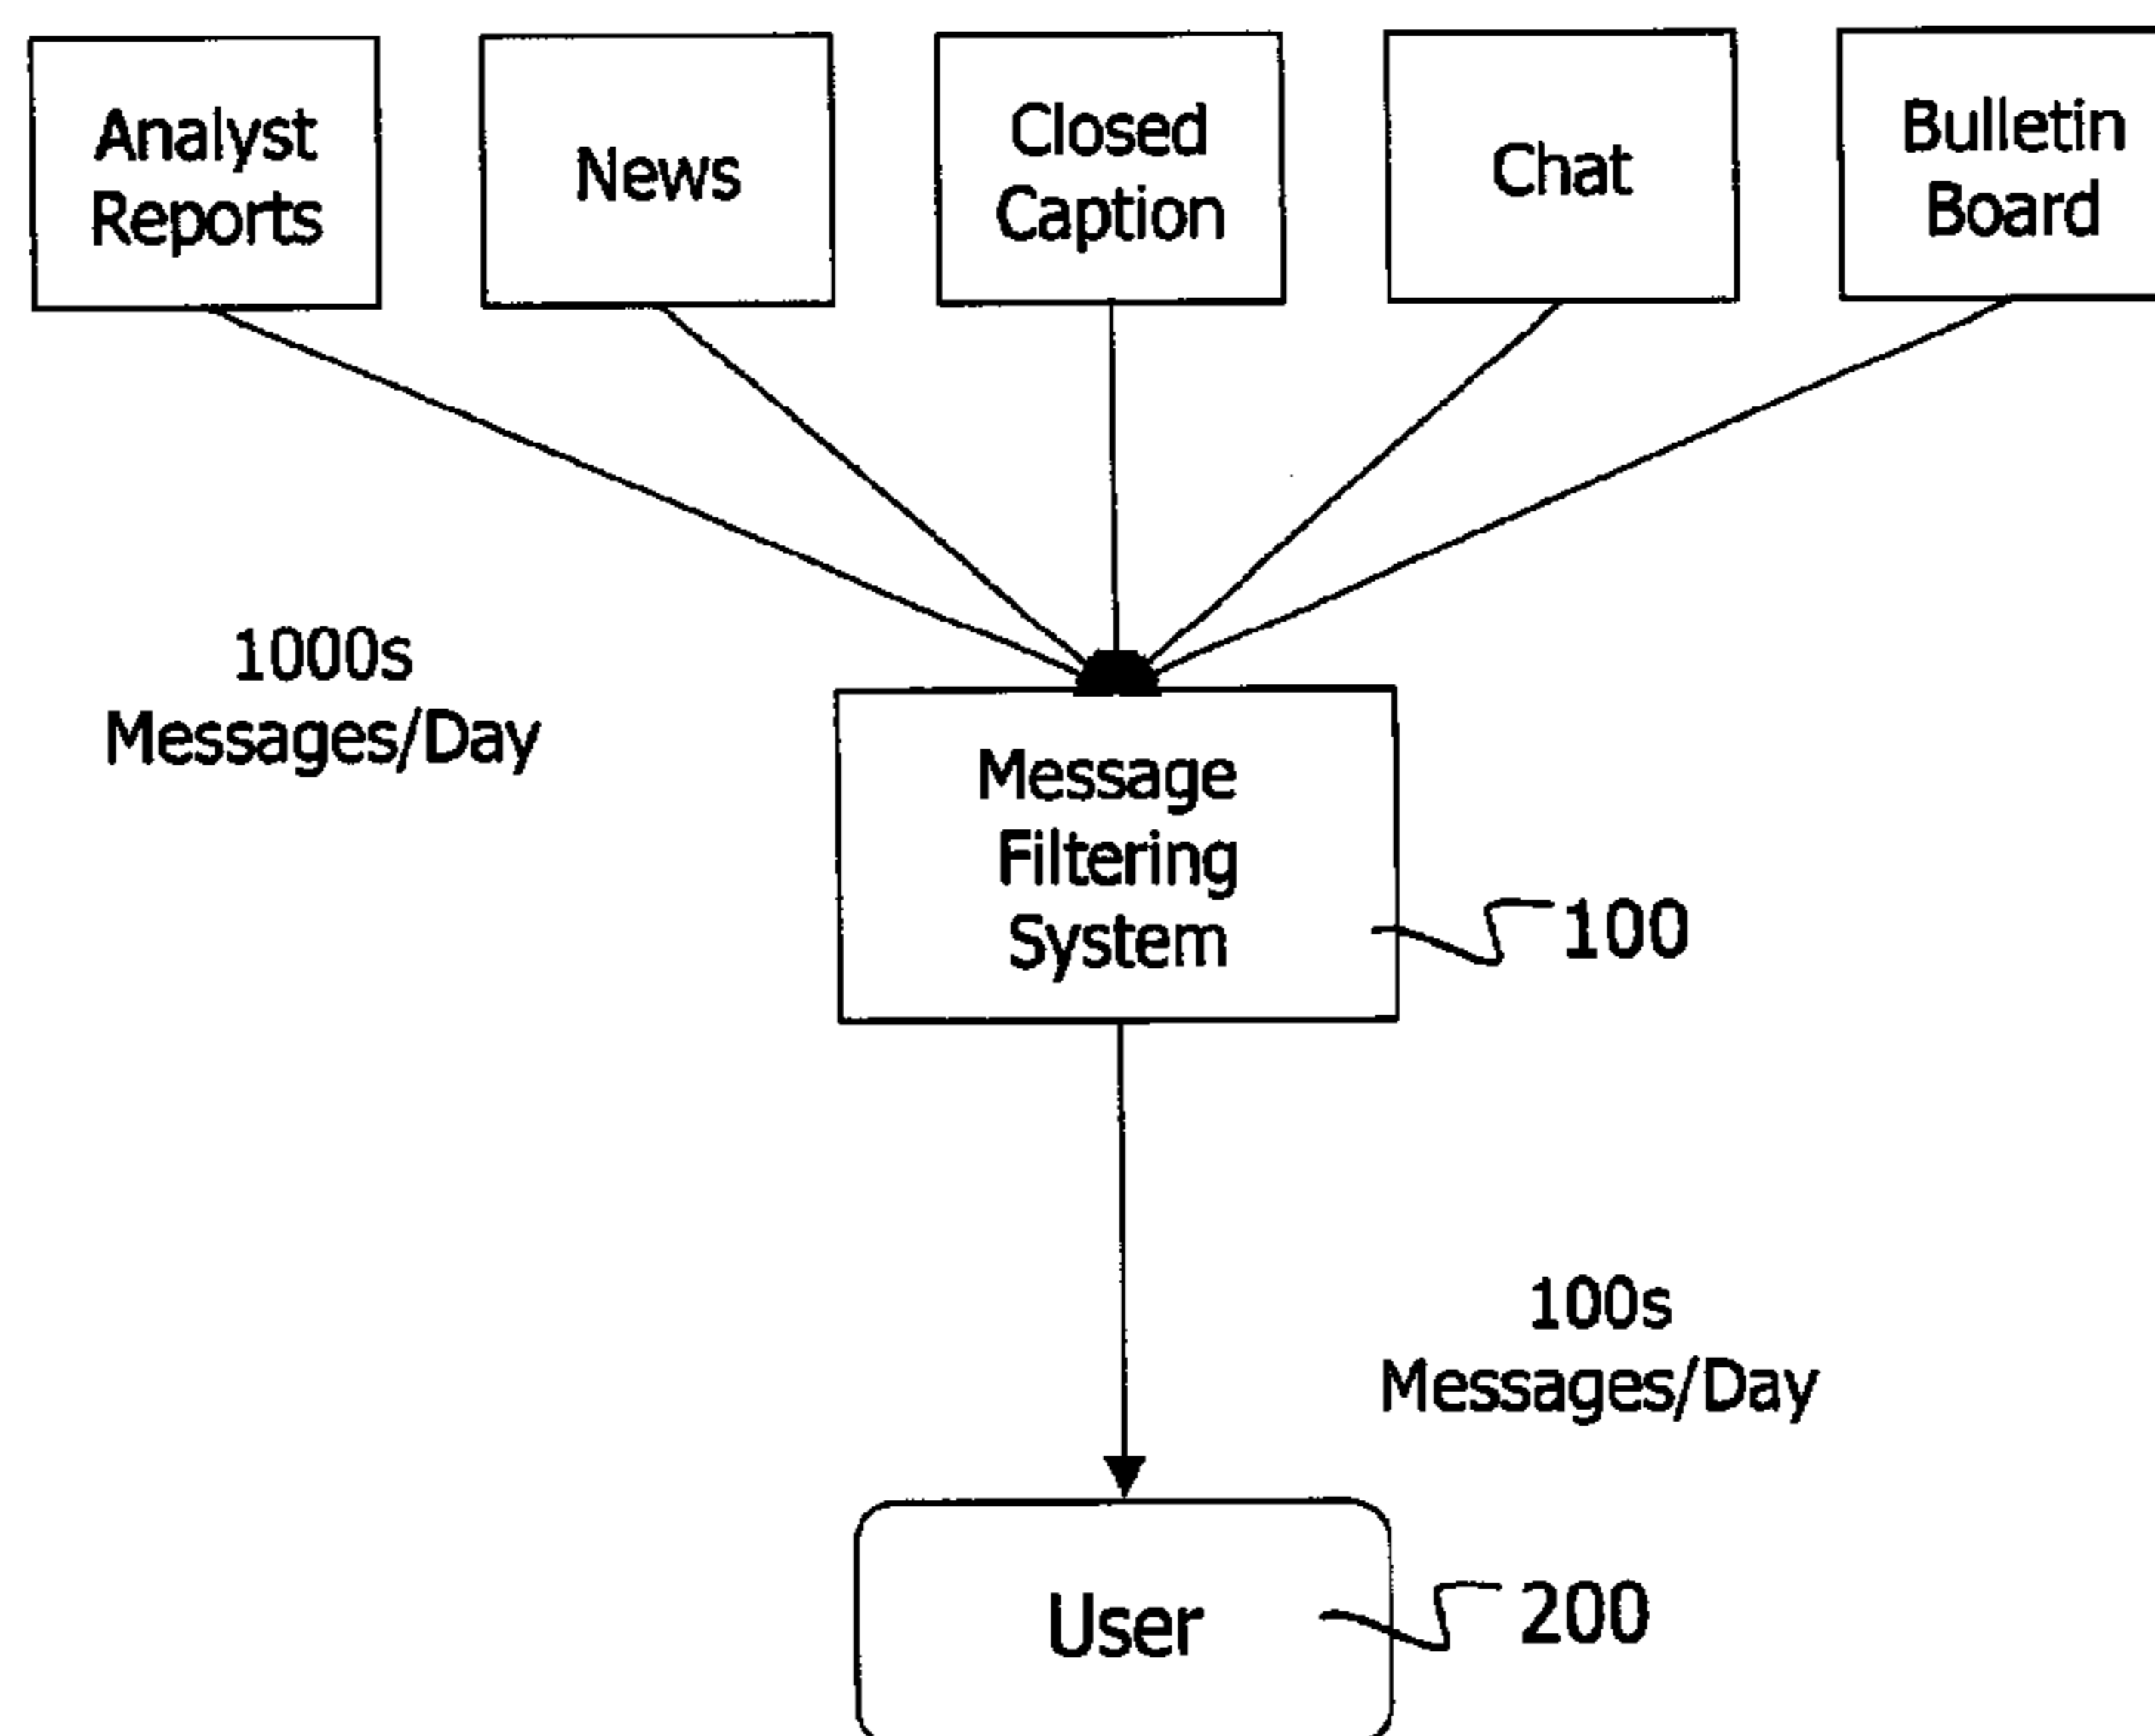 Analyst
Reports
News
Closed
Caption
Chat
Bulletin
Board
1000s
Messages/Day
Message
Filtering
System
100
100s
Messages/Day
User
200